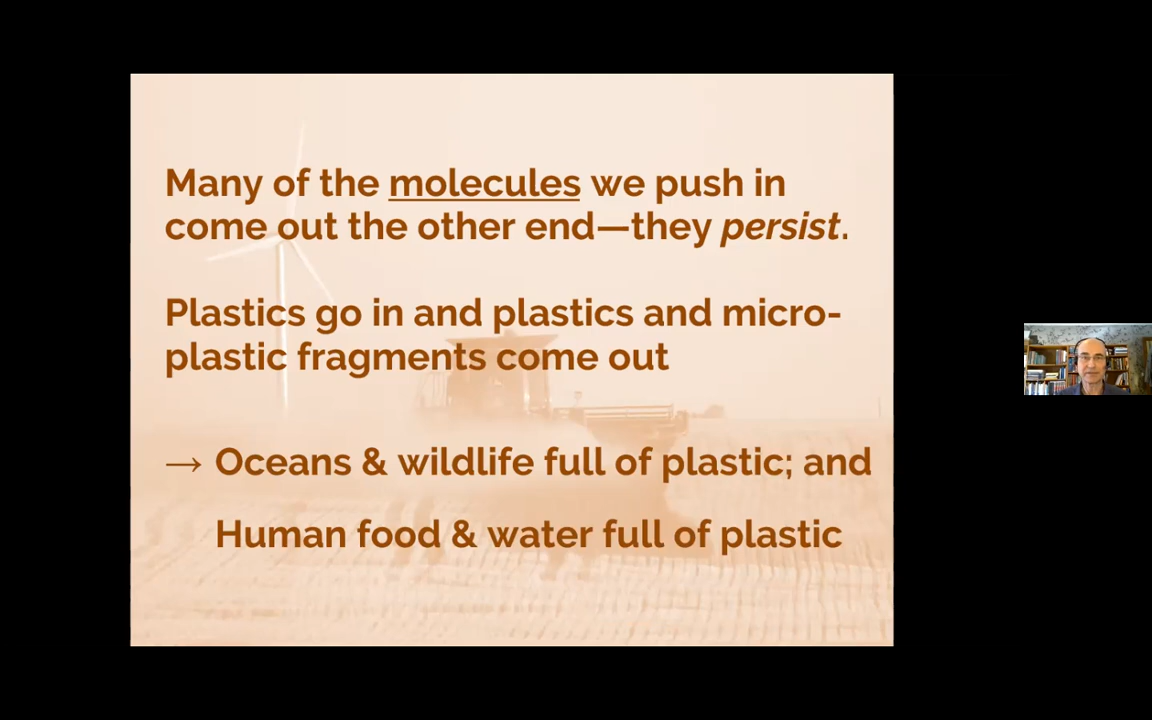 Many of the molecules we push in
come out the other end—they persist.
Plastics go in and plastics and micro-
plastic fragments come out
→ Oceans & wildlife full of plastic; and
Human food & water full of plastic